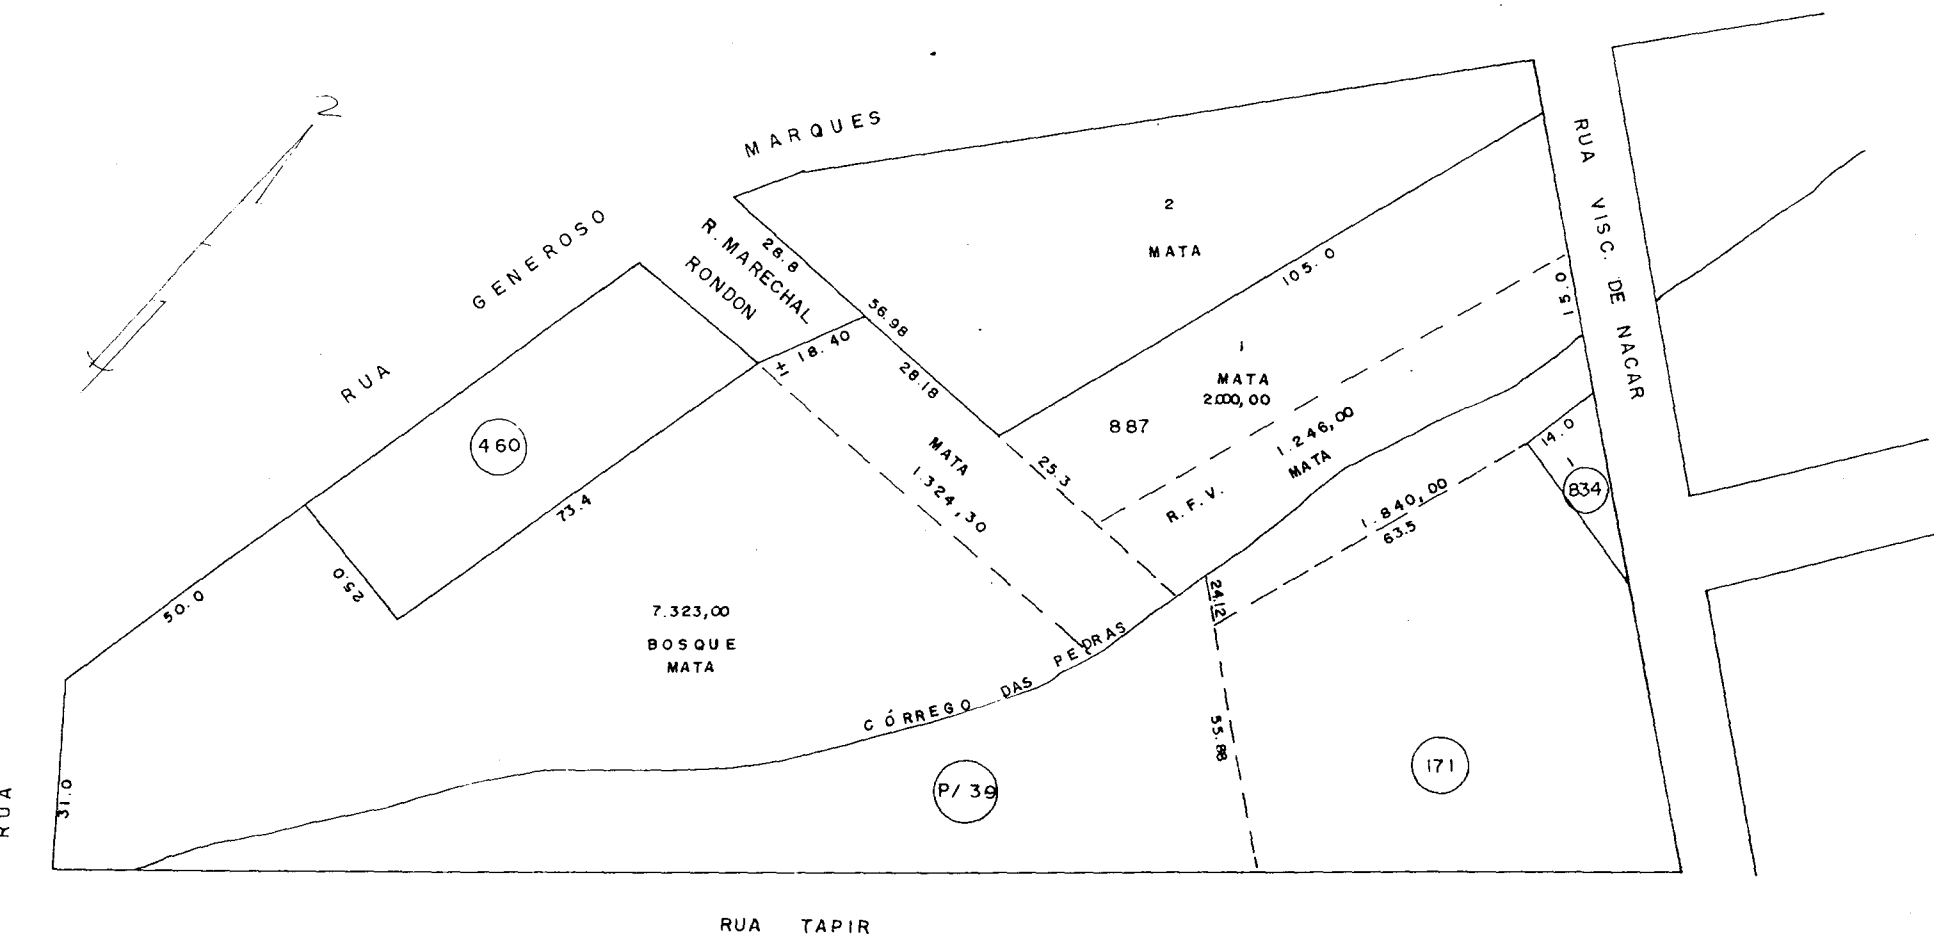 MARQUES
GENEROSO
RUA
R. MARECHAL
RONDON
28.8
56.98
+/- 18.40
28.18
2
MATA
105.0
RUA VISC. DE NACAR
15.0
1
MATA
2.000,00
887
1.246,00
MATA
R.F.V.
25.3
MATA
1.324,30
460
73.4
25.0
50.0
14.0
1
834
1.840,00
63.5
24.12
55.88
7.323,00
BOSQUE
MATA
CÓRREGO DAS PEDRAS
31.0
RUA
P/39
171
RUA TAPIR